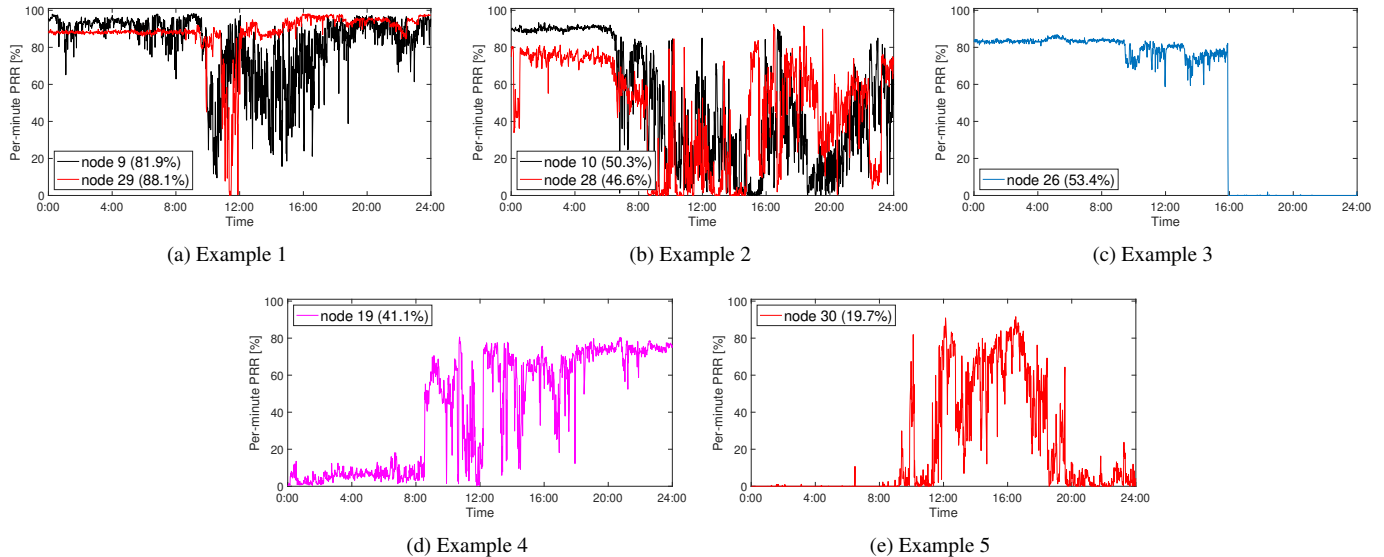 Per-minute PRR [%]
100
80
60
40
20
0
node 9 (81.9%)
node 29 (88.1%)
0:00 4:00 8:00 12:00 16:00 20:00 24:00
Time
(a) Example 1
Per-minute PRR [%]
100
80
60
40
20
0
node 10 (50.3%)
node 28 (46.6%)
0:00 4:00 8:00 12:00 16:00 20:00 24:00
Time
(b) Example 2
Per-minute PRR [%]
100
80
60
40
20
0
node 26 (53.4%)
0:00 4:00 8:00 12:00 16:00 20:00 24:00
Time
(c) Example 3
Per-minute PRR [%]
100
80
60
40
20
0
node 19 (41.1%)
0:00 4:00 8:00 12:00 16:00 20:00 24:00
Time
(d) Example 4
Per-minute PRR [%]
100
80
60
40
20
0
node 30 (19.7%)
0:00 4:00 8:00 12:00 16:00 20:00 24:00
Time
(e) Example 5